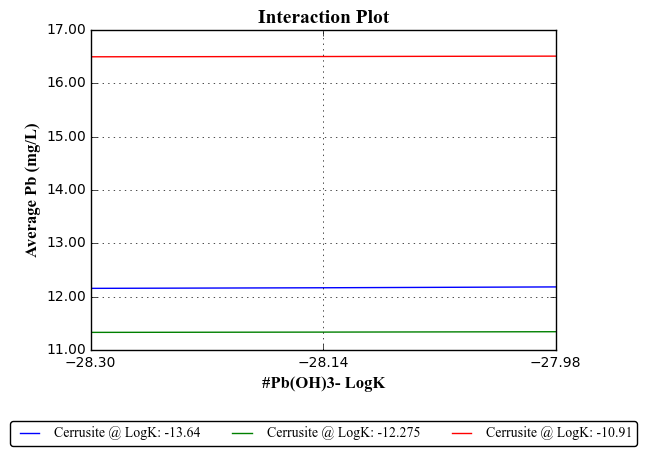 Interaction Plot
17.00
16.00
15.00
14.00
13.00
12.00
11.00
Average Pb (mg/L)
−28.30
−28.14
−27.98
#Pb(OH)3- LogK
Cerrusite @ LogK: -13.64
Cerrusite @ LogK: -12.275
Cerrusite @ LogK: -10.91